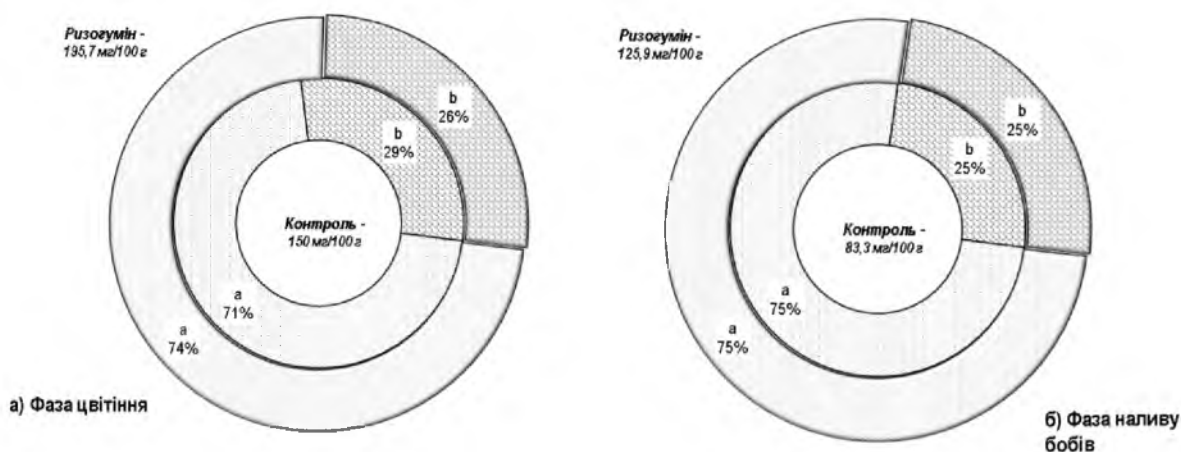 Ризогумін -
195,7 мг/100 г
b
26%
b
29%
Контроль -
150 мг/100 г
a
71%
a
74%
а) Фаза цвітіння
Ризогумін -
125,9 мг/100 г
b
25%
b
25%
Контроль -
83,3 мг/100 г
a
75%
a
75%
б) Фаза наливу
бобів